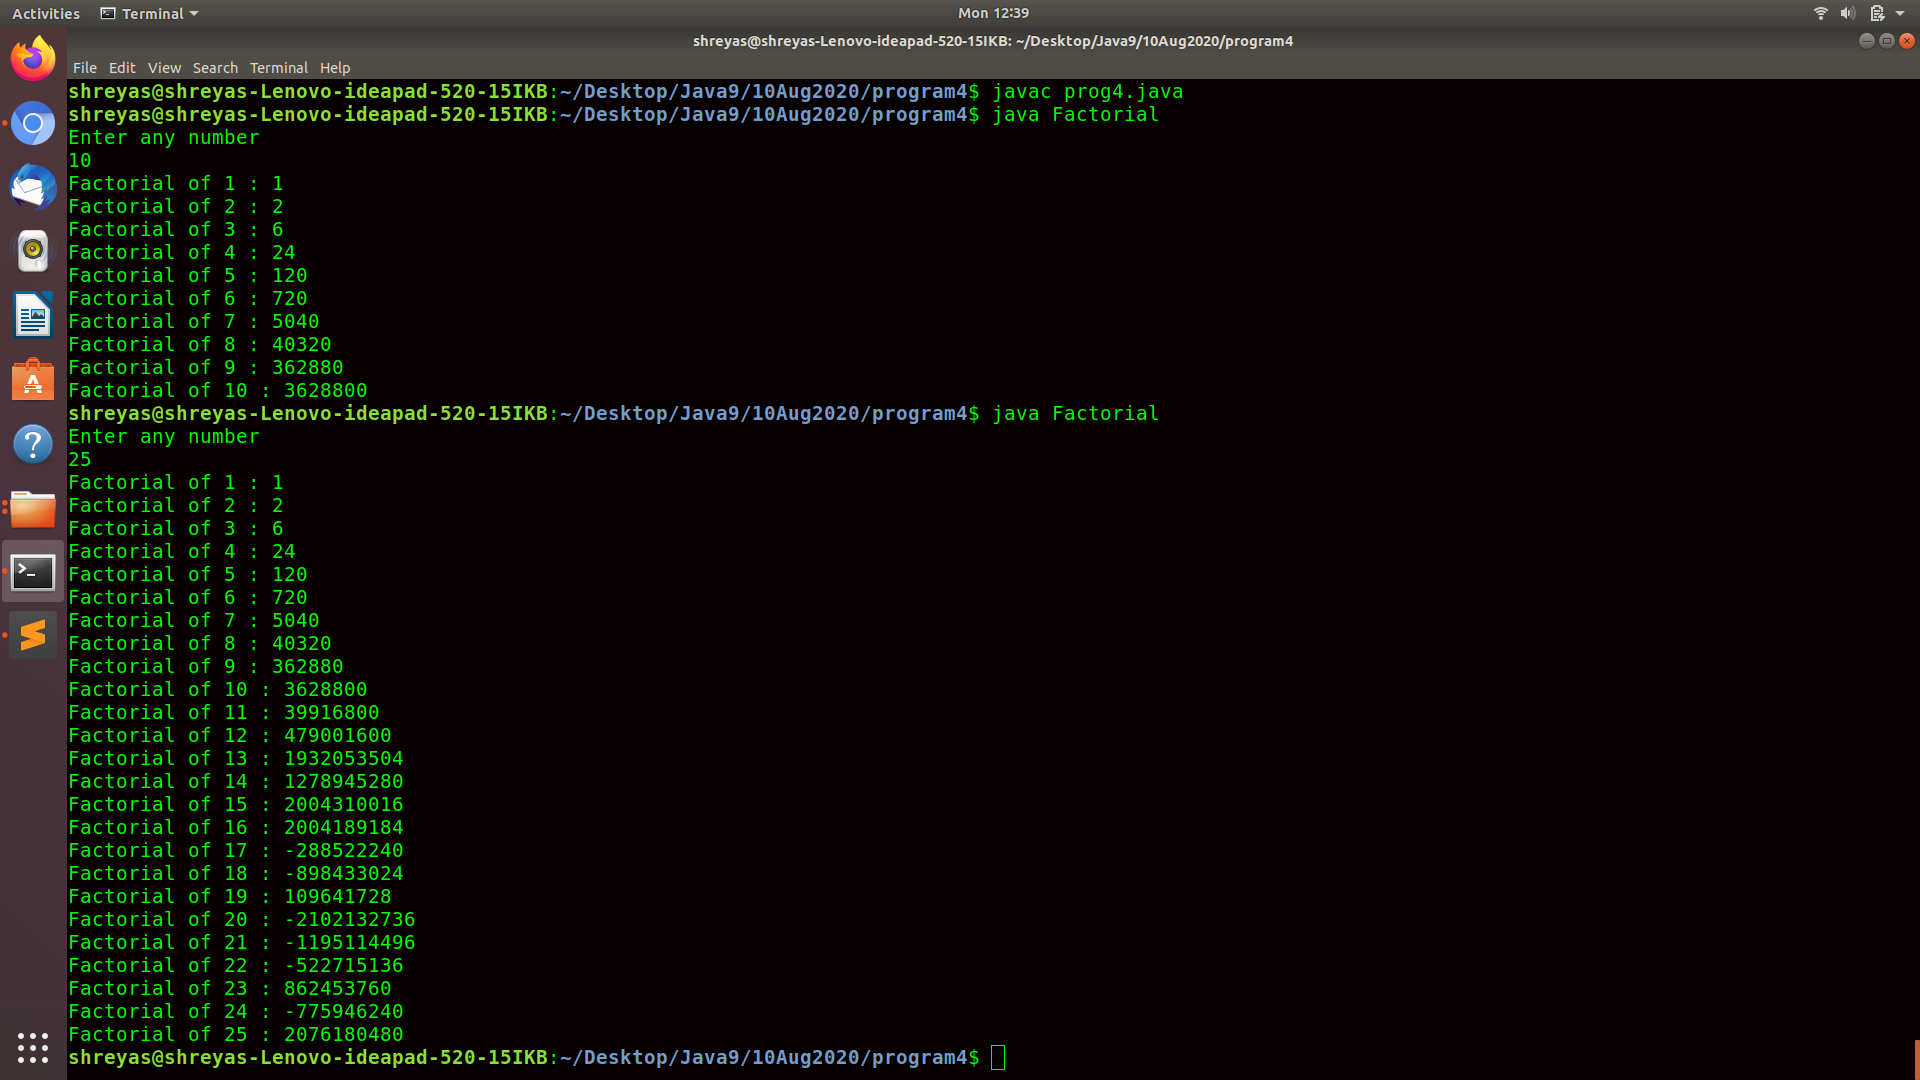 Activities Terminal Mon 12:39
shreyas@shreyas-Lenovo-ideapad-520-15IKB: ~/Desktop/Java9/10Aug2020/program4
File Edit View Search Terminal Help
shreyas@shreyas-Lenovo-ideapad-520-15IKB:~/Desktop/Java9/10Aug2020/program4$ javac prog4.java
shreyas@shreyas-Lenovo-ideapad-520-15IKB:~/Desktop/Java9/10Aug2020/program4$ java Factorial
Enter any number
10
Factorial of 1 : 1
Factorial of 2 : 2
Factorial of 3 : 6
Factorial of 4 : 24
Factorial of 5 : 120
Factorial of 6 : 720
Factorial of 7 : 5040
Factorial of 8 : 40320
Factorial of 9 : 362880
Factorial of 10 : 3628800
shreyas@shreyas-Lenovo-ideapad-520-15IKB:~/Desktop/Java9/10Aug2020/program4$ java Factorial
Enter any number
25
Factorial of 1 : 1
Factorial of 2 : 2
Factorial of 3 : 6
Factorial of 4 : 24
Factorial of 5 : 120
Factorial of 6 : 720
Factorial of 7 : 5040
Factorial of 8 : 40320
Factorial of 9 : 362880
Factorial of 10 : 3628800
Factorial of 11 : 39916800
Factorial of 12 : 479001600
Factorial of 13 : 1932053504
Factorial of 14 : 1278945280
Factorial of 15 : 2004310016
Factorial of 16 : 2004189184
Factorial of 17 : -288522240
Factorial of 18 : -898433024
Factorial of 19 : 109641728
Factorial of 20 : -2102132736
Factorial of 21 : -1195114496
Factorial of 22 : -522715136
Factorial of 23 : 862453760
Factorial of 24 : -775946240
Factorial of 25 : 2076180480
shreyas@shreyas-Lenovo-ideapad-520-15IKB:~/Desktop/Java9/10Aug2020/program4$